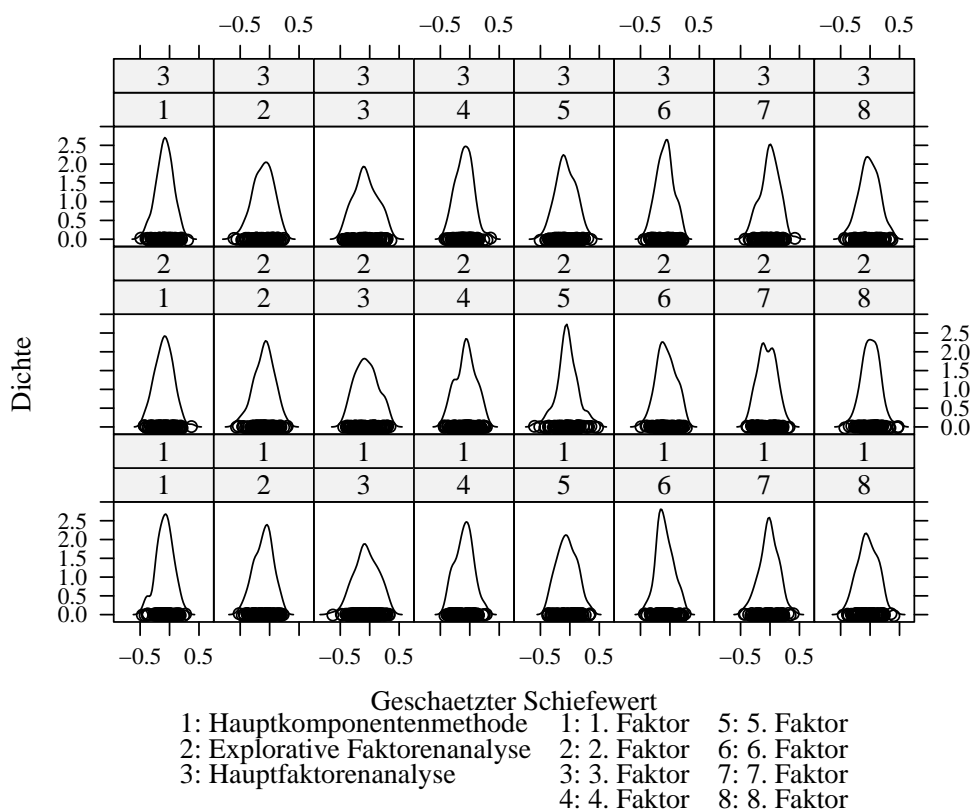 −0.5 0.5 −0.5 0.5 −0.5 0.5 −0.5 0.5
3 3 3 3 3 3 3 3
1 2 3 4 5 6 7 8
2.5
2.0
1.5
1.0
0.5
0.0
2 2 2 2 2 2 2 2
1 2 3 4 5 6 7 8
2.5
2.0
1.5
1.0
0.5
0.0
1 1 1 1 1 1 1 1
1 2 3 4 5 6 7 8
2.5
2.0
1.5
1.0
0.5
0.0
−0.5 0.5 −0.5 0.5 −0.5 0.5 −0.5 0.5
Dichte
Geschaetzter Schiefewert
1: Hauptkomponentenmethode 1: 1. Faktor 5: 5. Faktor
2: Explorative Faktorenanalyse 2: 2. Faktor 6: 6. Faktor
3: Hauptfaktorenanalyse 3: 3. Faktor 7: 7. Faktor
4: 4. Faktor 8: 8. Faktor